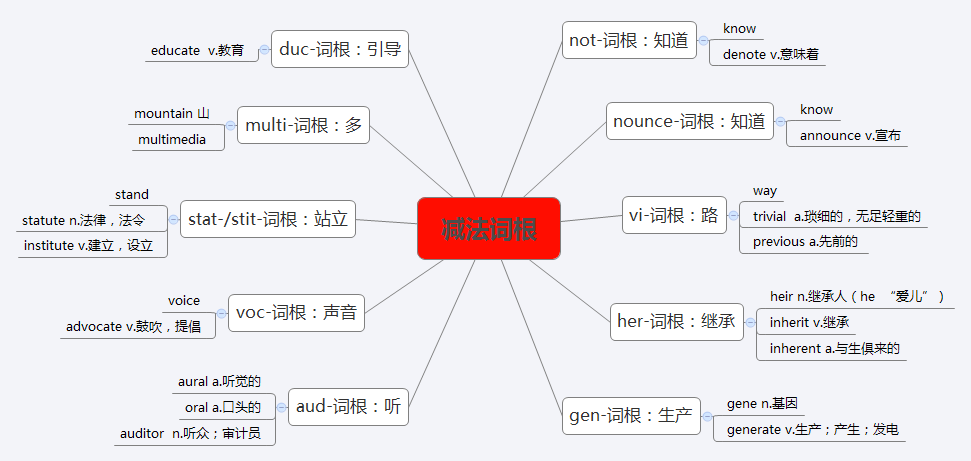 减法词根
duc-词根：引导
educate  v.教育
multi-词根：多
mountain 山
multimedia
stat-/stit-词根：站立
stand
statute n.法律，法令
institute v.建立，设立
voc-词根：声音
voice
advocate v.鼓吹，提倡
aud-词根：听
aural a.听觉的
oral a.口头的
auditor  n.听众；审计员
not-词根：知道
know
denote v.意味着
nounce-词根：知道
know
announce v.宣布
vi-词根：路
way
trivial  a.琐细的，无足轻重的
previous a.先前的
her-词根：继承
heir n.继承人（he “爱儿”）
inherit v.继承
inherent a.与生俱来的
gen-词根：生产
gene n.基因
generate v.生产；产生；发电